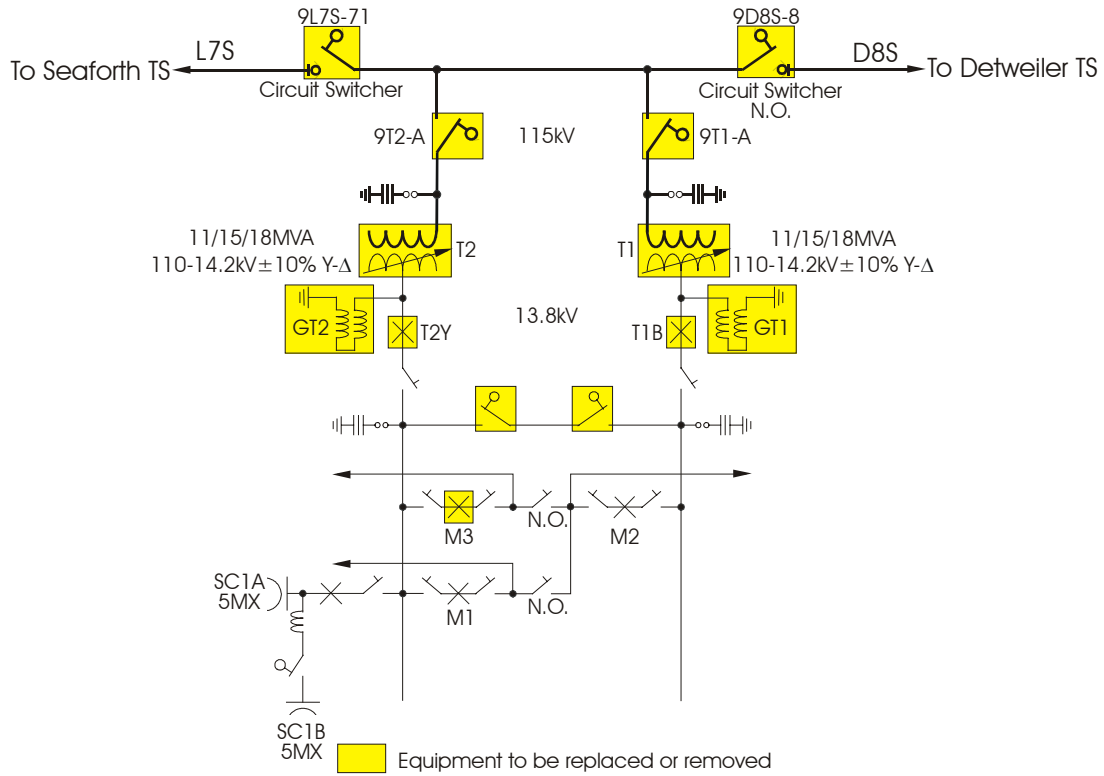 9L7S-71
9D8S-8
L7S
D8S
To Seaforth TS
To Detweiler TS
Circuit Switcher
Circuit Switcher
N.O.
9T2-A
115kV
9T1-A
11/15/18MVA
110-14.2kV±10% Y-Δ
T2
T1
11/15/18MVA
110-14.2kV±10% Y-Δ
13.8kV
GT2
T2Y
T1B
GT1
N.O.
M3
M2
SC1A
5MX
M1
N.O.
SC1B
5MX
Equipment to be replaced or removed